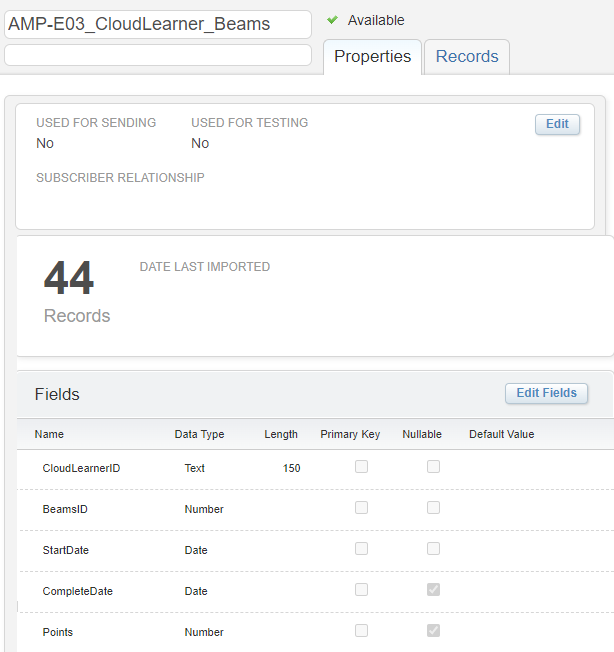 AMP-E03_CloudLearner_Beams
Available
Properties
Records
USED FOR SENDING
USED FOR TESTING
Edit
No
No
SUBSCRIBER RELATIONSHIP
44
DATE LAST IMPORTED
Records
Fields
Edit Fields
Name Data Type Length Primary Key Nullable Default Value
CloudLearnerID Text 150
BeamsID Number
StartDate Date
CompleteDate Date
Points Number